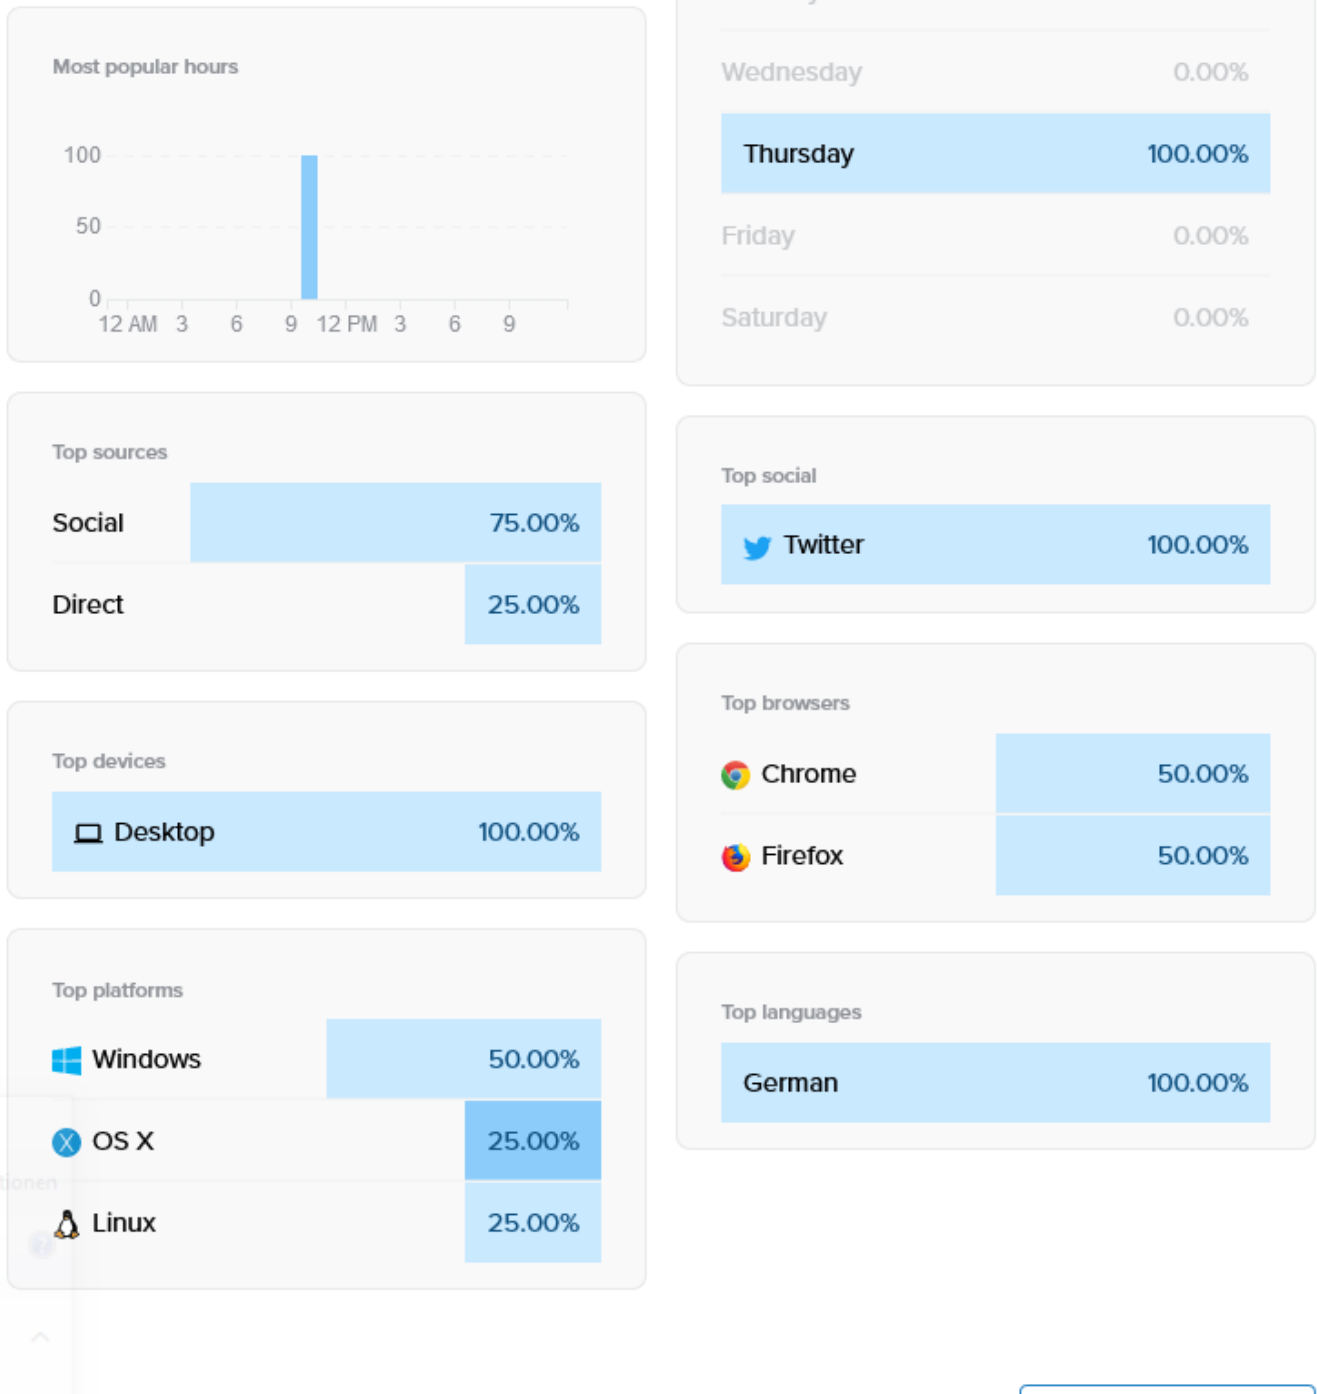 Most popular hours
100
50
0
12 AM 3 6 9 12 PM 3 6 9
Top sources
Social 75.00%
Direct 25.00%
Top devices
Desktop 100.00%
Top platforms
Windows 50.00%
OS X 25.00%
Linux 25.00%
tionen
?
Wednesday 0.00%
Thursday 100.00%
Friday 0.00%
Saturday 0.00%
Top social
Twitter 100.00%
Top browsers
Chrome 50.00%
Firefox 50.00%
Top languages
German 100.00%